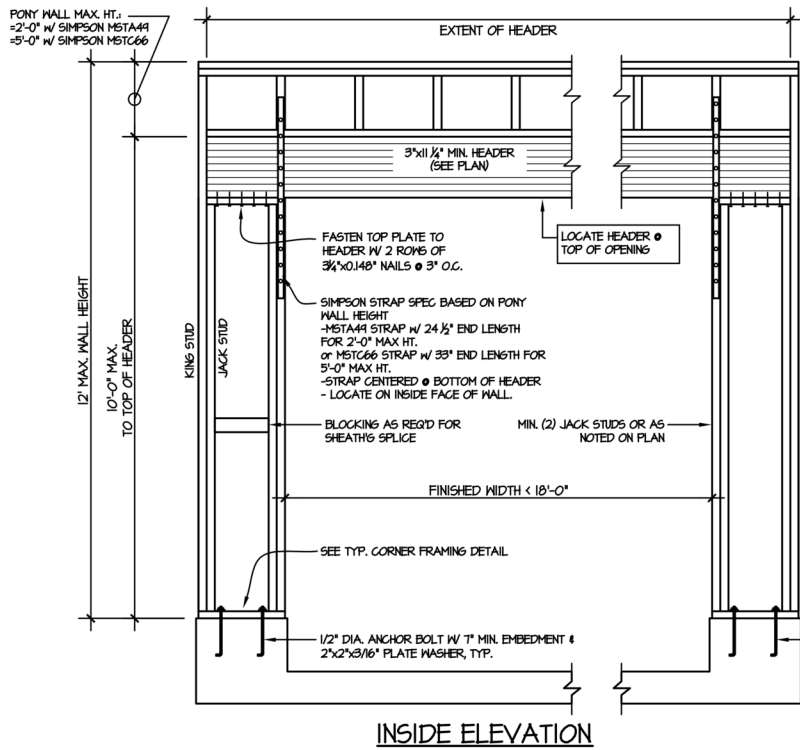 PONY WALL MAX. HT.:
=2'-0" W/ SIMPSON MSTA49
=5'-0" W/ SIMPSON MSTC66
EXTENT OF HEADER
3"x11 1/4" MIN. HEADER
(SEE PLAN)
FASTEN TOP PLATE TO
HEADER W/ 2 ROWS OF
3 1/4"x0.148" NAILS @ 3" O.C.
LOCATE HEADER @
TOP OF OPENING
SIMPSON STRAP SPEC BASED ON PONY
WALL HEIGHT
-MSTA49 STRAP W/ 24 1/2" END LENGTH
FOR 2'-0" MAX HT.
or MSTC66 STRAP W/ 33" END LENGTH FOR
5'-0" MAX HT.
-STRAP CENTERED @ BOTTOM OF HEADER
- LOCATE ON INSIDE FACE OF WALL.
12' MAX. WALL HEIGHT
10'-0" MAX.
TO TOP OF HEADER
KING STUD
JACK STUD
BLOCKING AS REQ'D FOR
SHEATH'G SPLICE
MIN. (2) JACK STUDS OR AS
NOTED ON PLAN
FINISHED WIDTH < 18'-0"
SEE TYP. CORNER FRAMING DETAIL
1/2" DIA. ANCHOR BOLT W/ 7" MIN. EMBEDMENT &
2"x2"x3/16" PLATE WASHER, TYP.
INSIDE ELEVATION